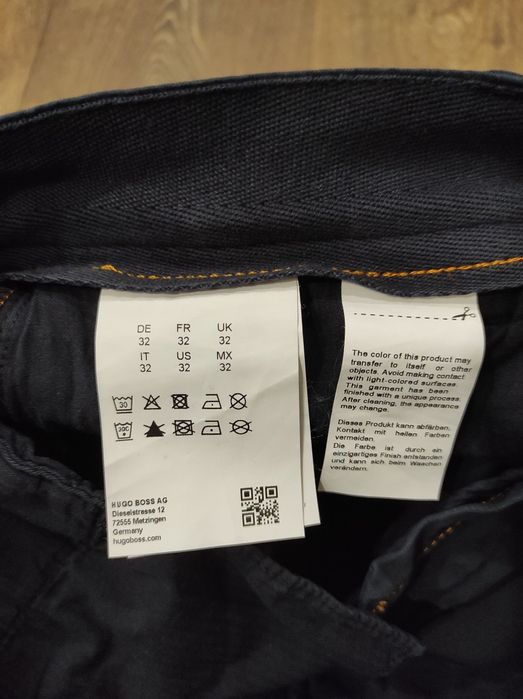 DE FR UK
32 32 32
IT US MX
32 32 32
30
30C
HUGO BOSS AG
Dieselstrasse 12
72555 Metzingen
Germany
hugoboss.com
The color of this product may
transfer to itself or other
objects. Avoid making contact
with light-colored surfaces.
This garment has been
finished with a unique process.
After cleaning, the appearance
may change.
Dieses Produkt kann abfärben.
Kontakt mit hellen Farben
vermeiden.
Die Farbe ist durch ein
einzigartiges Finish entstanden
und kann sich beim Waschen
verändern.